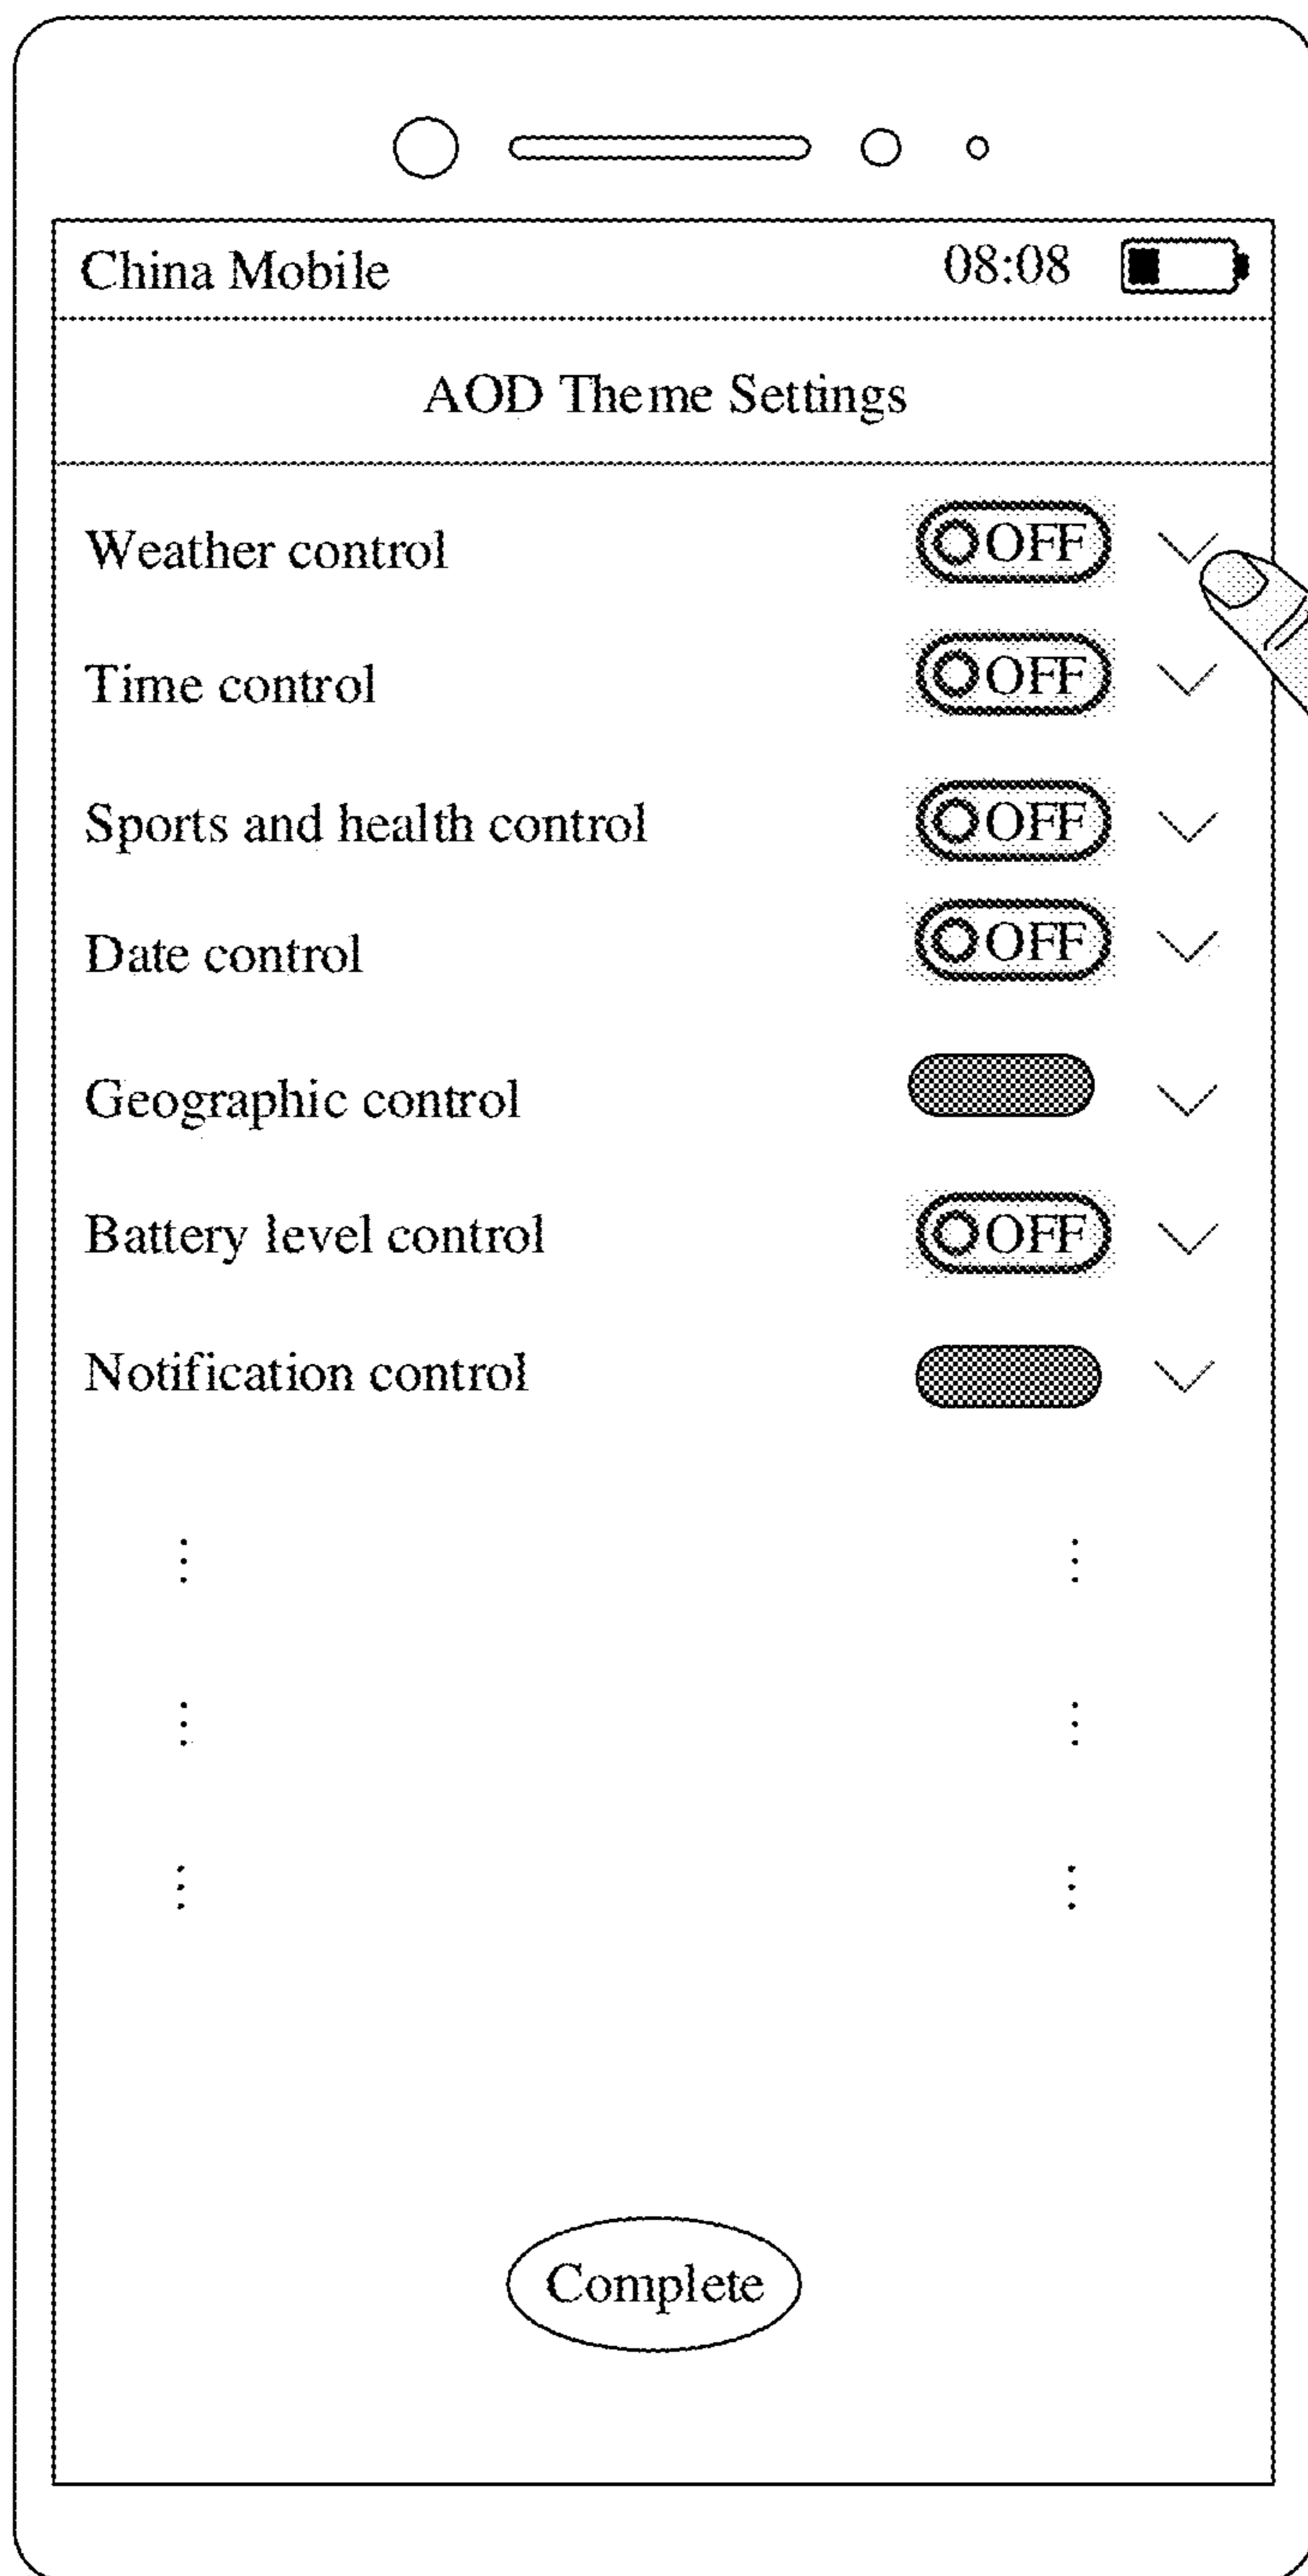 China Mobile 08:08
AOD Theme Settings
Weather control OFF
Time control OFF
Sports and health control OFF
Date control OFF
Geographic control
Battery level control OFF
Notification control
Complete